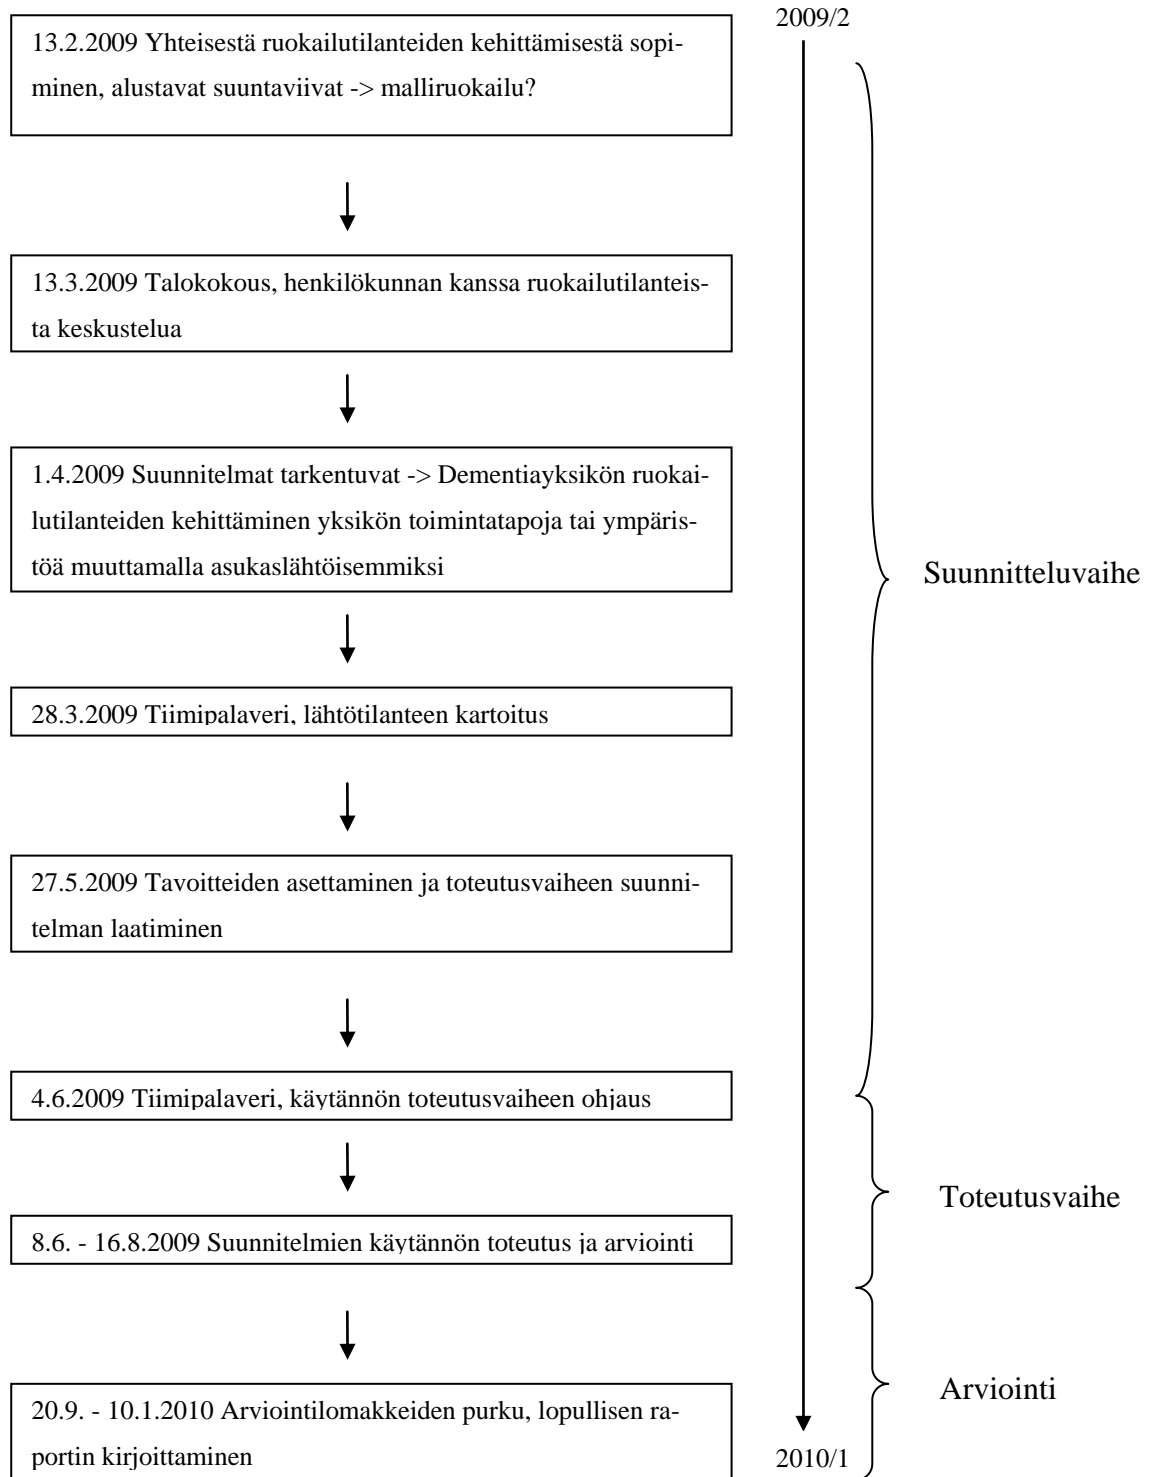 2009/2
13.2.2009 Yhteisestä ruokailutilanteiden kehittämisestä sopi-
minen, alustavat suuntaviivat -> malliruokailu?
13.3.2009 Talokokous, henkilökunnan kanssa ruokailutilanteis-
ta keskustelua
1.4.2009 Suunnitelmat tarkentuvat -> Dementiayksikön ruokai-
lutilanteiden kehittäminen yksikön toimintatapoja tai ympäris-
töä muuttamalla asukaslähtöisemmiksi
Suunnitteluvaihe
28.3.2009 Tiimipalaveri, lähtötilanteen kartoitus
27.5.2009 Tavoitteiden asettaminen ja toteutusvaiheen suunni-
telman laatiminen
4.6.2009 Tiimipalaveri, käytännön toteutusvaiheen ohjaus
Toteutusvaihe
8.6. - 16.8.2009 Suunnitelmien käytännön toteutus ja arviointi
Arviointi
20.9. - 10.1.2010 Arviointilomakkeiden purku, lopullisen ra-
portin kirjoittaminen
2010/1